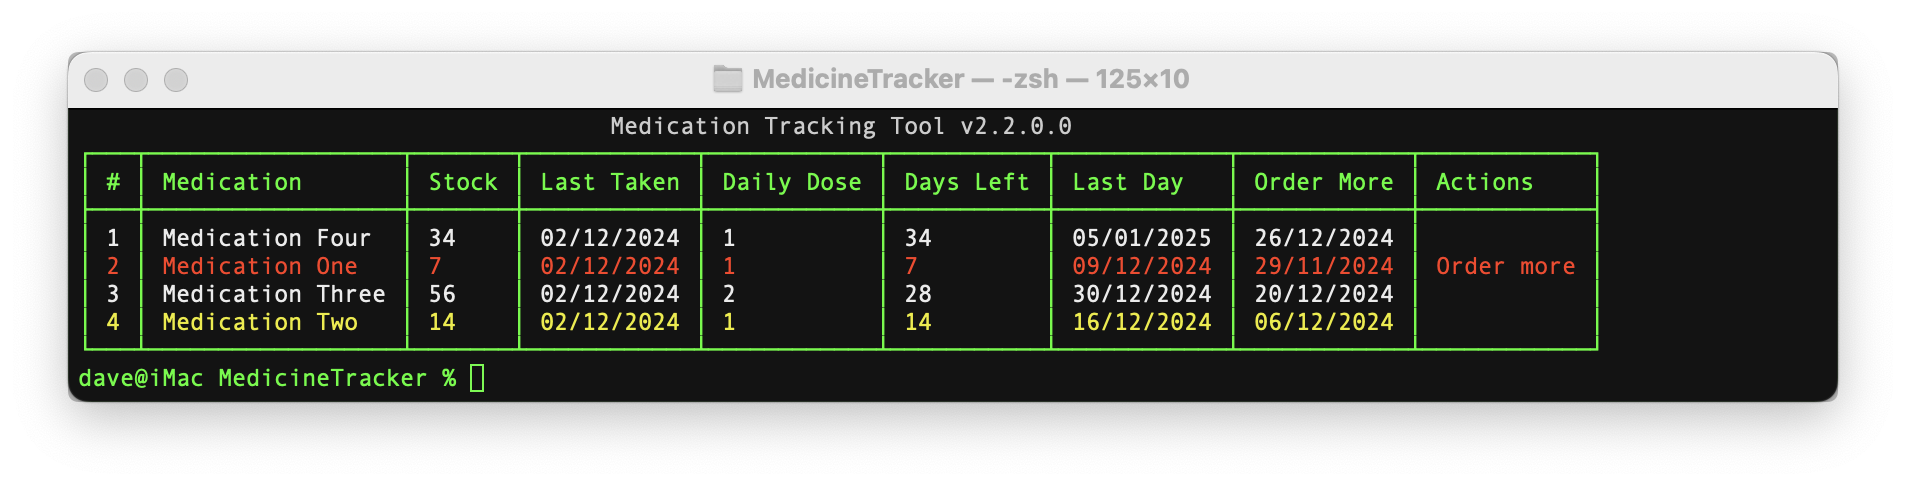 MedicineTracker — -zsh — 125×10
Medication Tracking Tool v2.2.0.0
# Medication Stock Last Taken Daily Dose Days Left Last Day Order More Actions
1 Medication Four 34 02/12/2024 1 34 05/01/2025 26/12/2024
2 Medication One 7 02/12/2024 1 7 09/12/2024 29/11/2024 Order more
3 Medication Three 56 02/12/2024 2 28 30/12/2024 20/12/2024
4 Medication Two 14 02/12/2024 1 14 16/12/2024 06/12/2024
dave@iMac MedicineTracker %